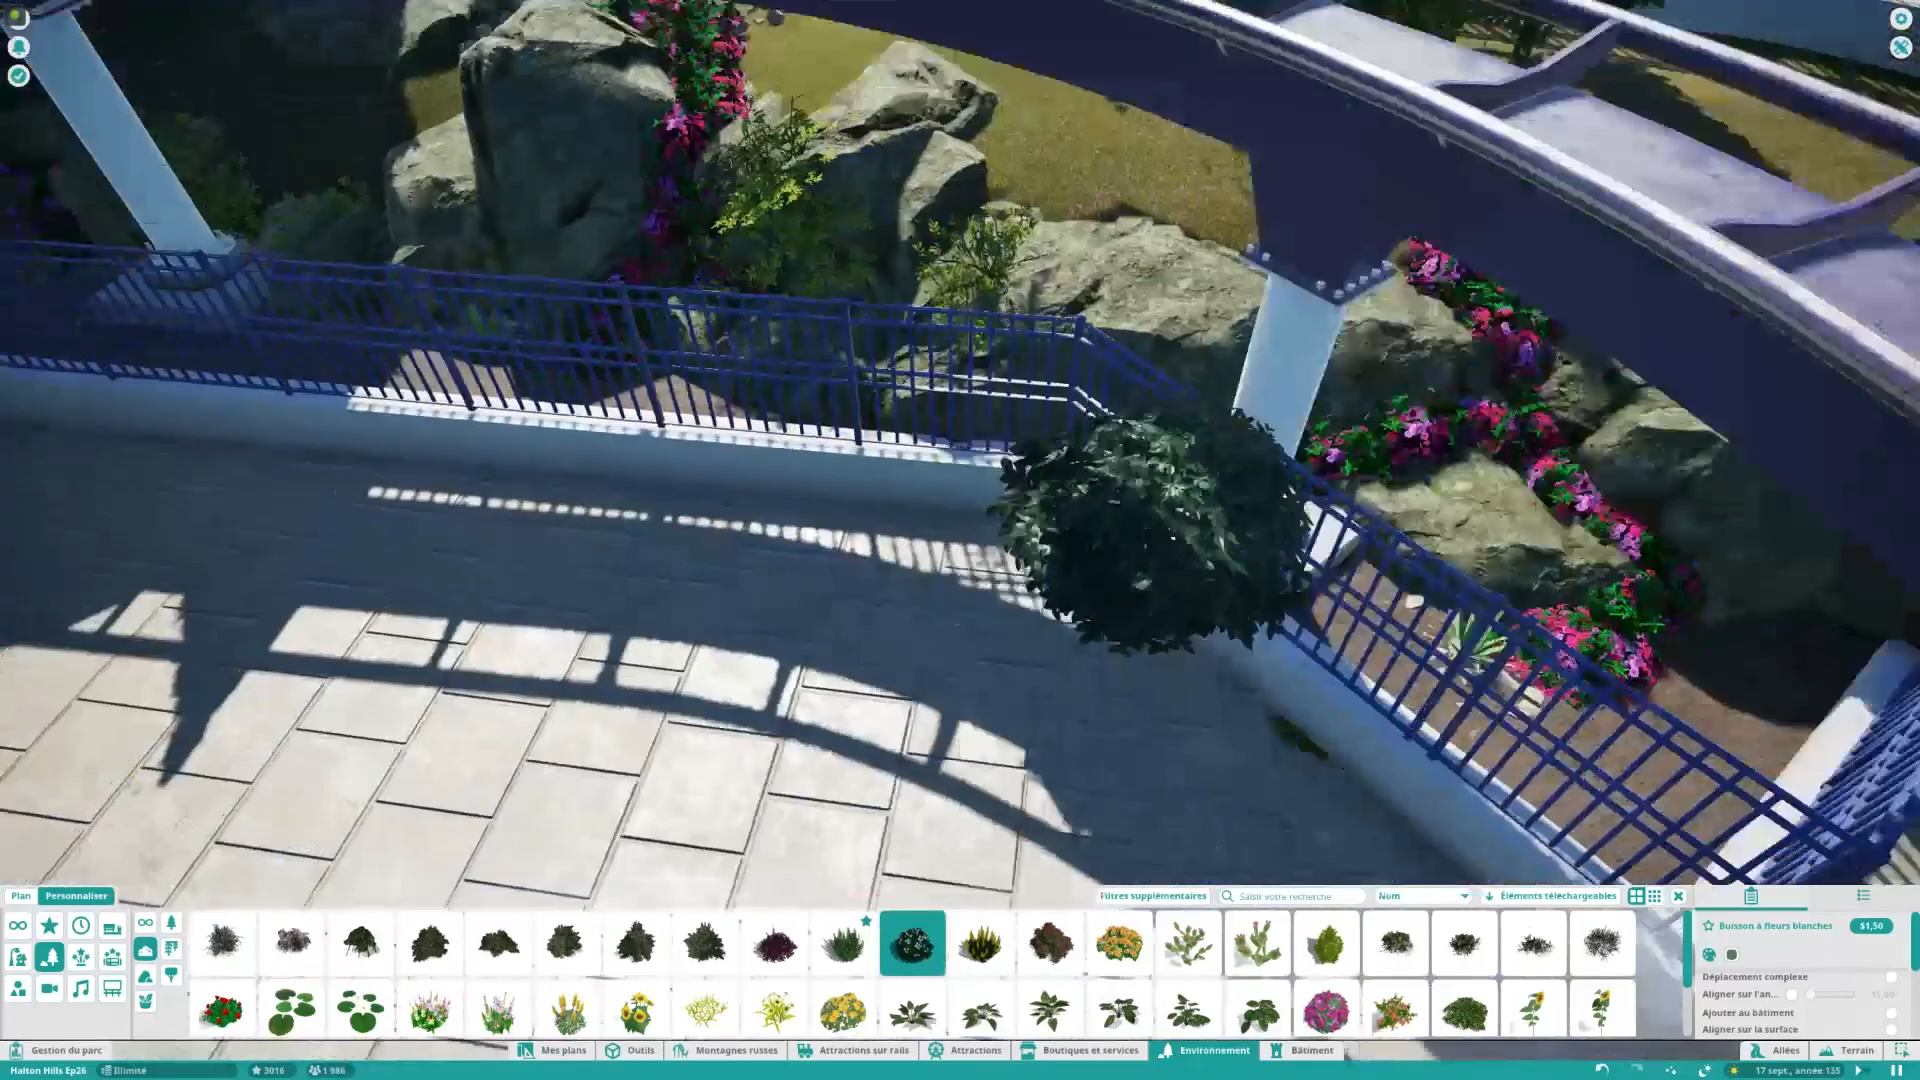 Plan Personnaliser
Filtres supplémentaires Saisir votre recherche Nom Éléments téléchargeables
Buisson à fleurs blanches $1,50
Déplacement complexe
Aligner sur l'an...
Ajouter au bâtiment
Aligner sur la surface
Gestion du parc Mes plans Outils Montagnes russes Attractions sur rails Attractions Boutiques et services Environnement Bâtiment Allées Terrain
Halton Hills Ep26 Illimité 3016 1 986 17 sept., année 135